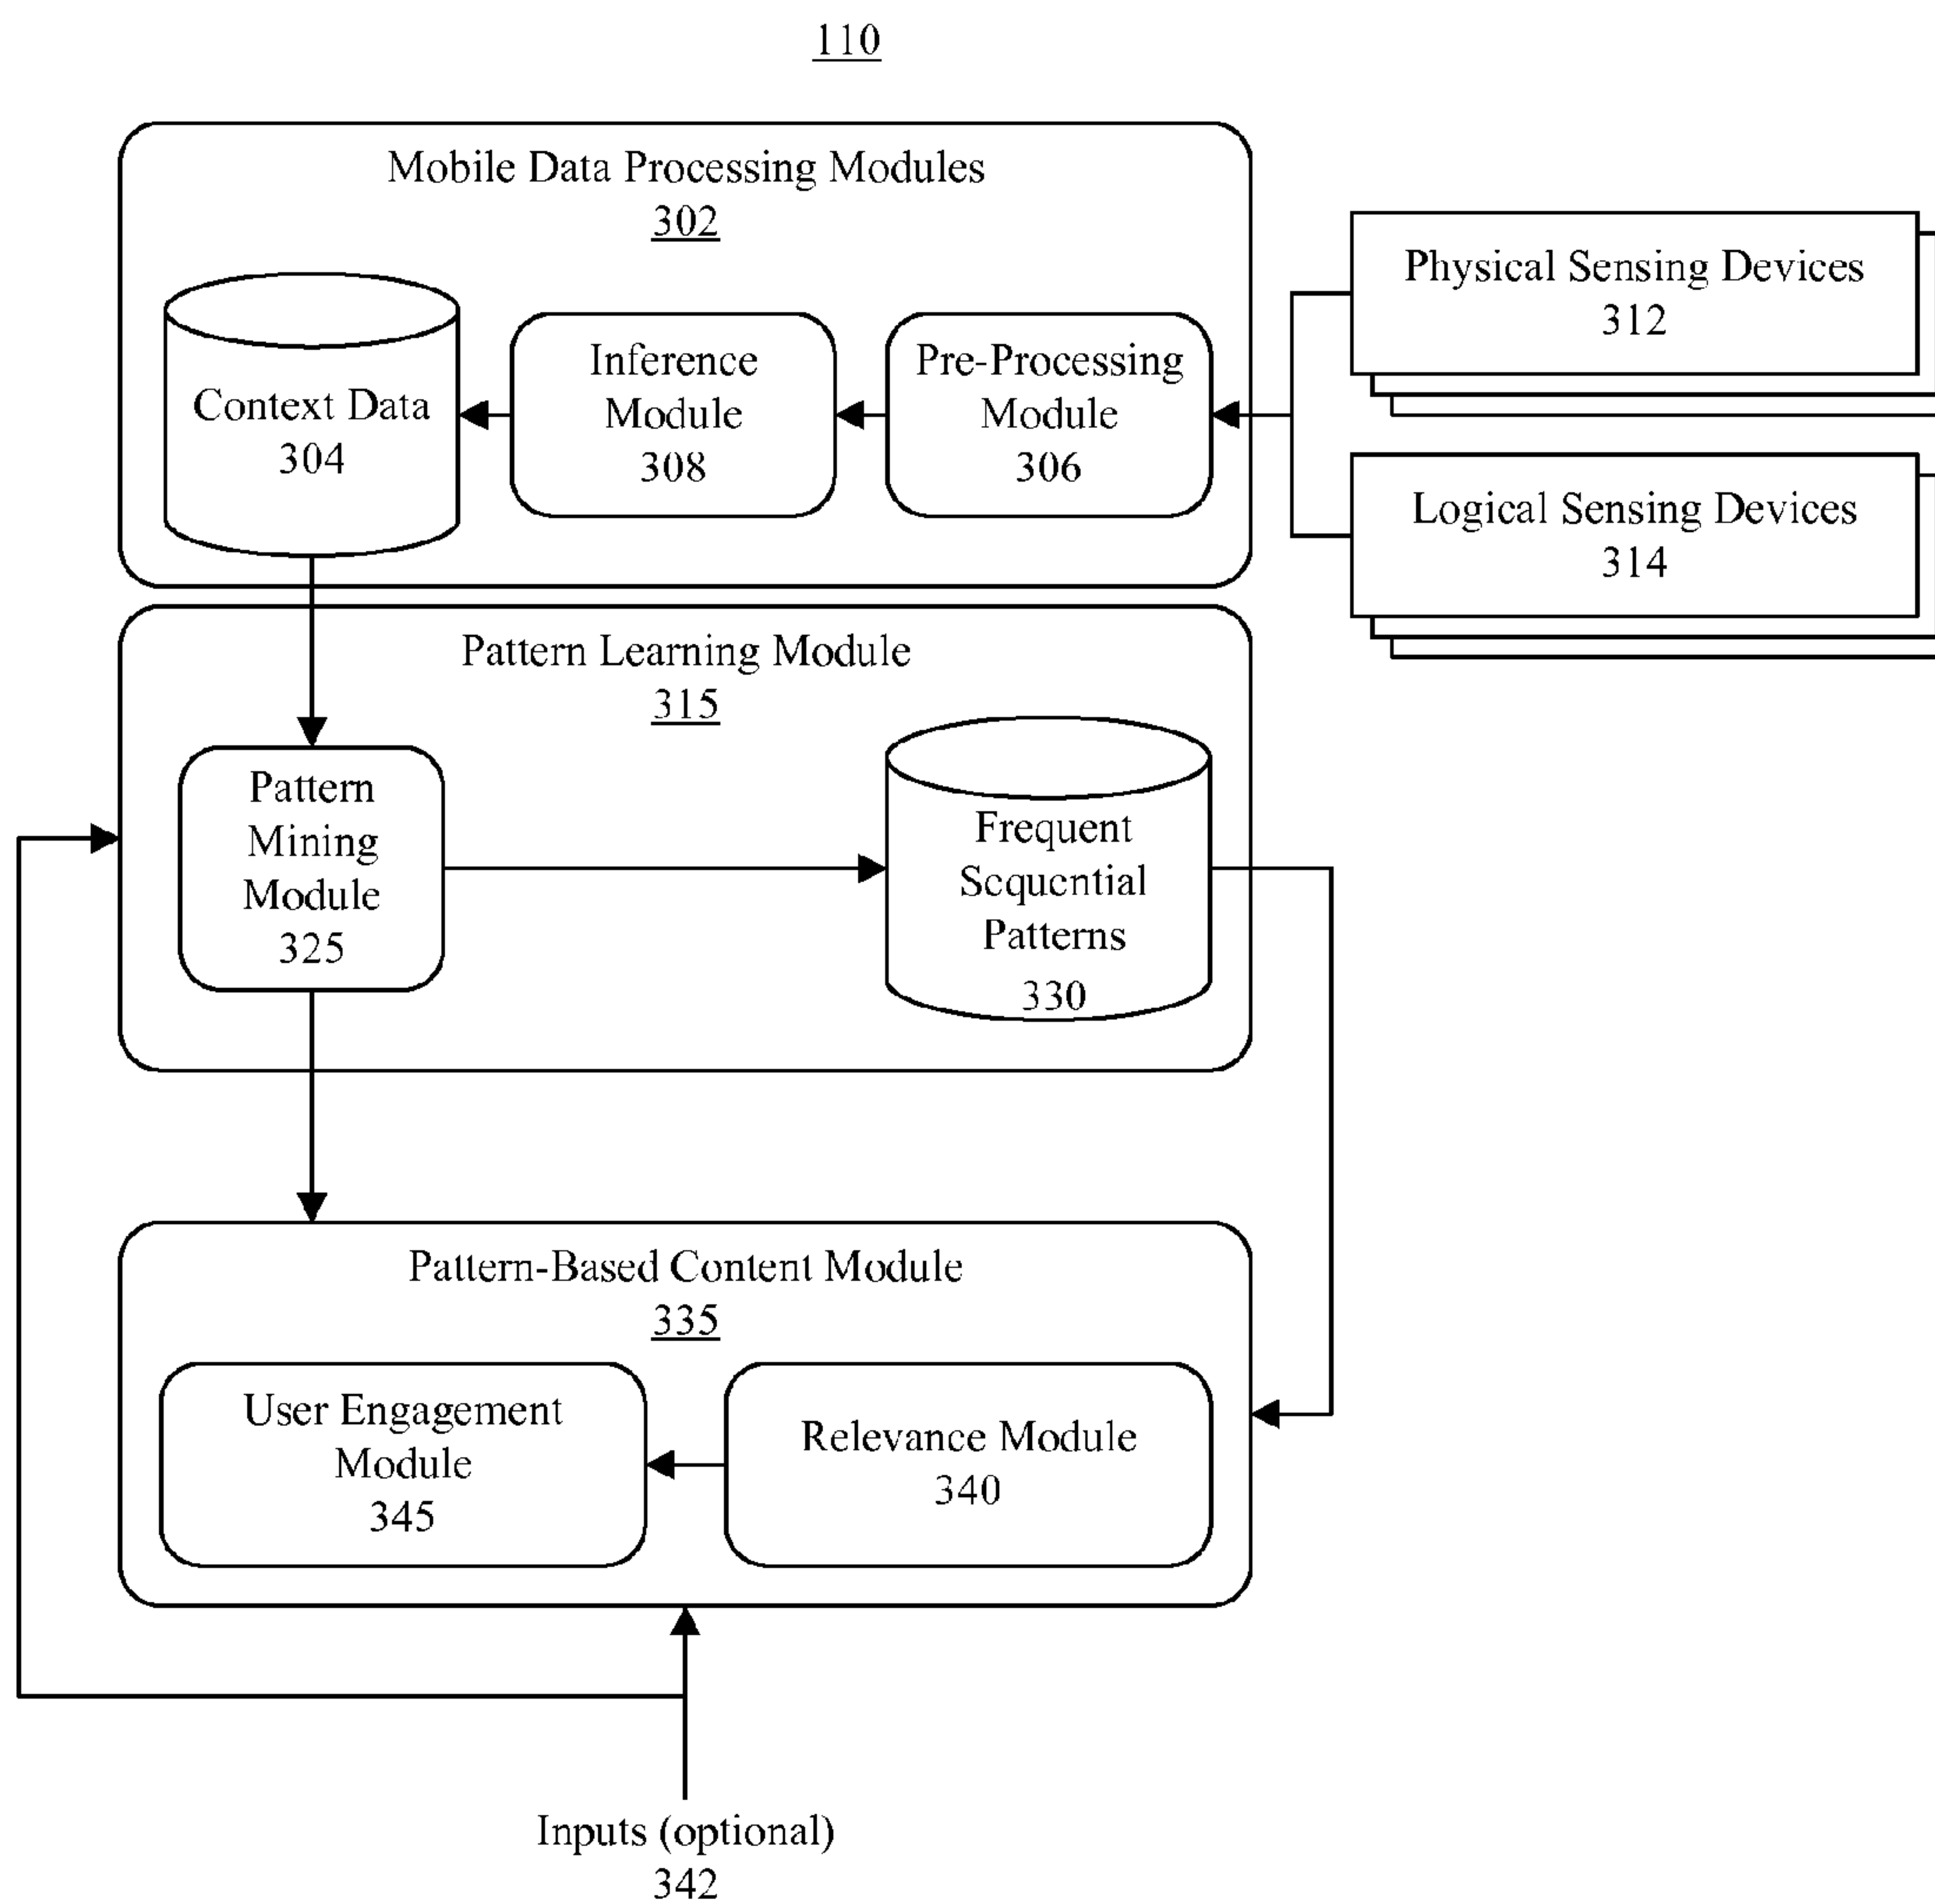 110
Mobile Data Processing Modules
302
Context Data
304
Inference
Module
308
Pre-Processing
Module
306
Physical Sensing Devices
312
Logical Sensing Devices
314
Pattern Learning Module
315
Pattern
Mining
Module
325
Frequent
Sequential
Patterns
330
Pattern-Based Content Module
335
User Engagement
Module
345
Relevance Module
340
Inputs (optional)
342